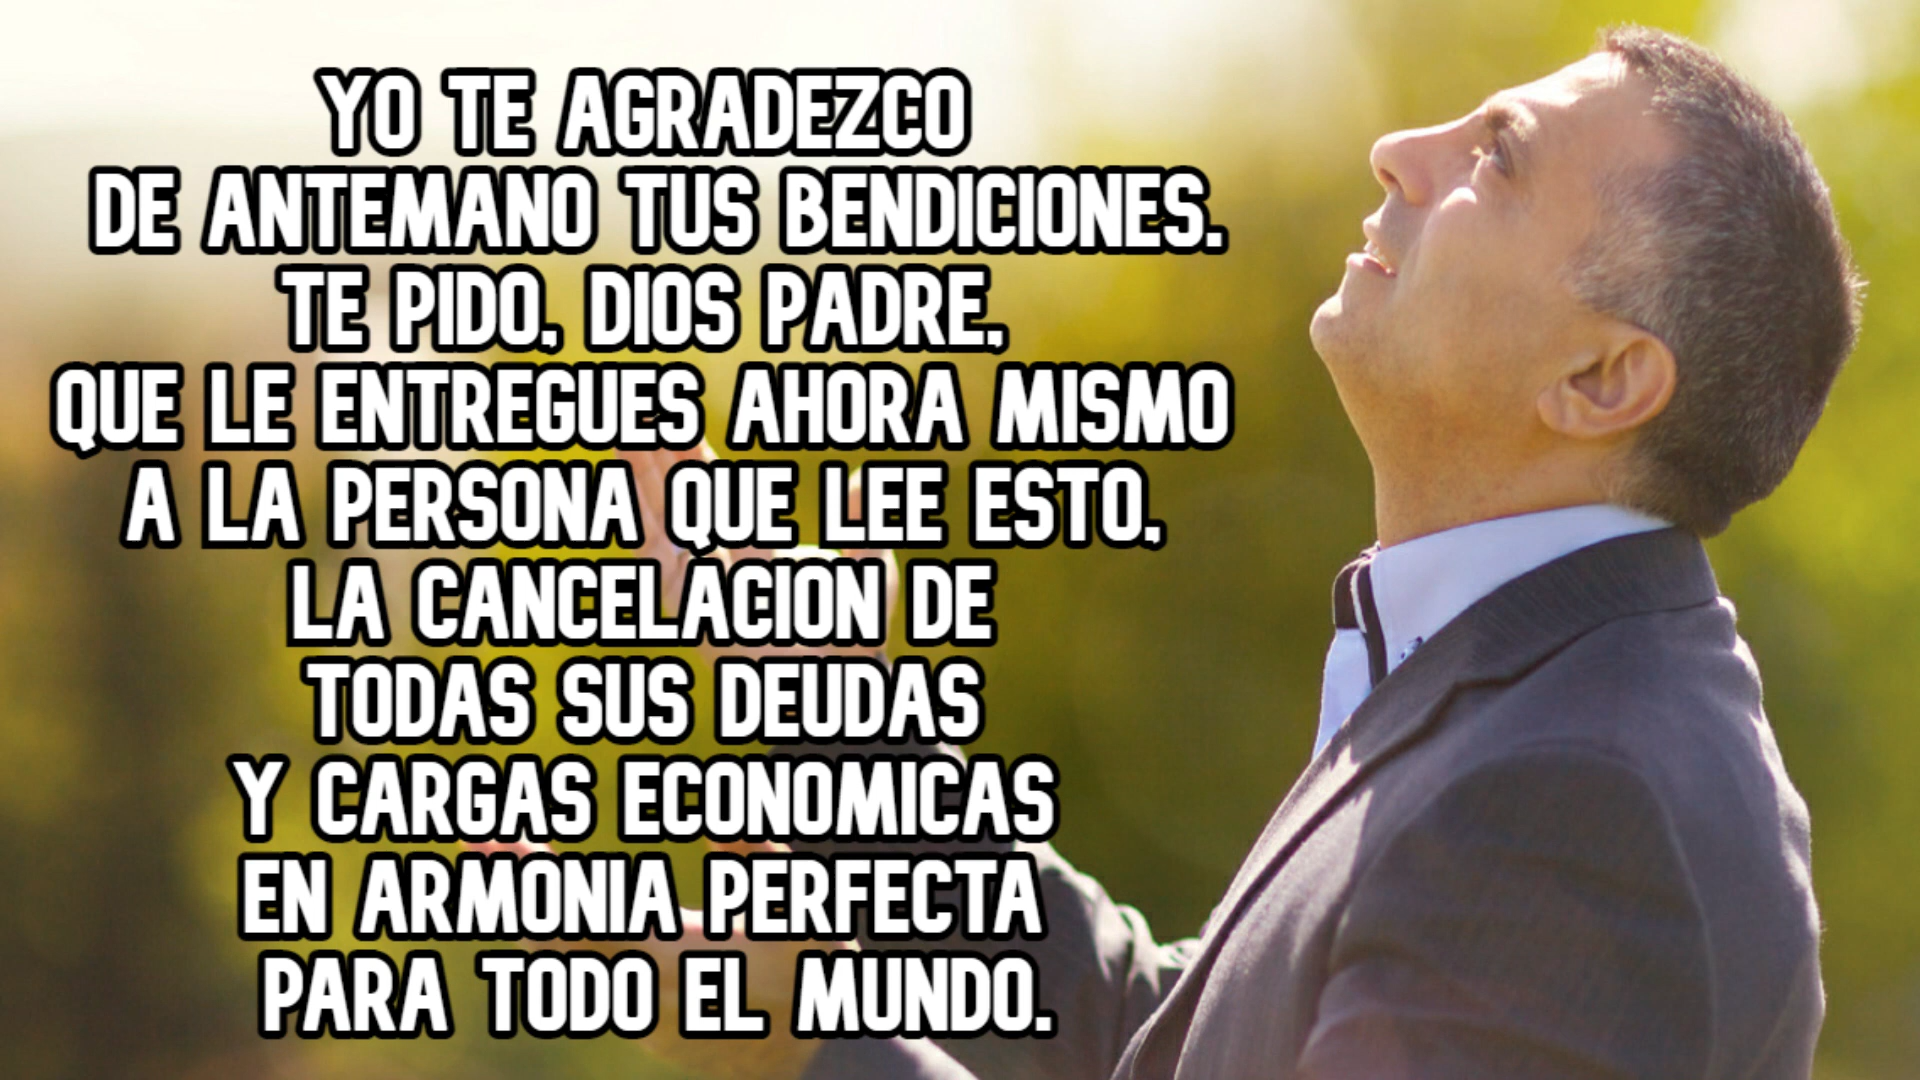 YO TE AGRADEZCO
DE ANTEMANO TUS BENDICIONES.
TE PIDO, DIOS PADRE,
QUE LE ENTREGUES AHORA MISMO
A LA PERSONA QUE LEE ESTO,
LA CANCELACION DE
TODAS SUS DEUDAS
Y CARGAS ECONOMICAS
EN ARMONIA PERFECTA
PARA TODO EL MUNDO.